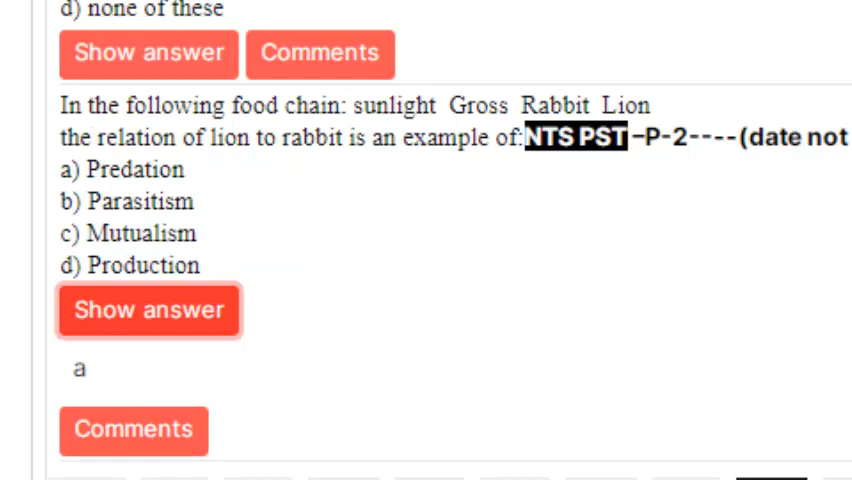 d) none of these
Show answer Comments
In the following food chain: sunlight Gross Rabbit Lion
the relation of lion to rabbit is an example of:NTS PST –P-2----(date not
a) Predation
b) Parasitism
c) Mutualism
d) Production
Show answer
a
Comments